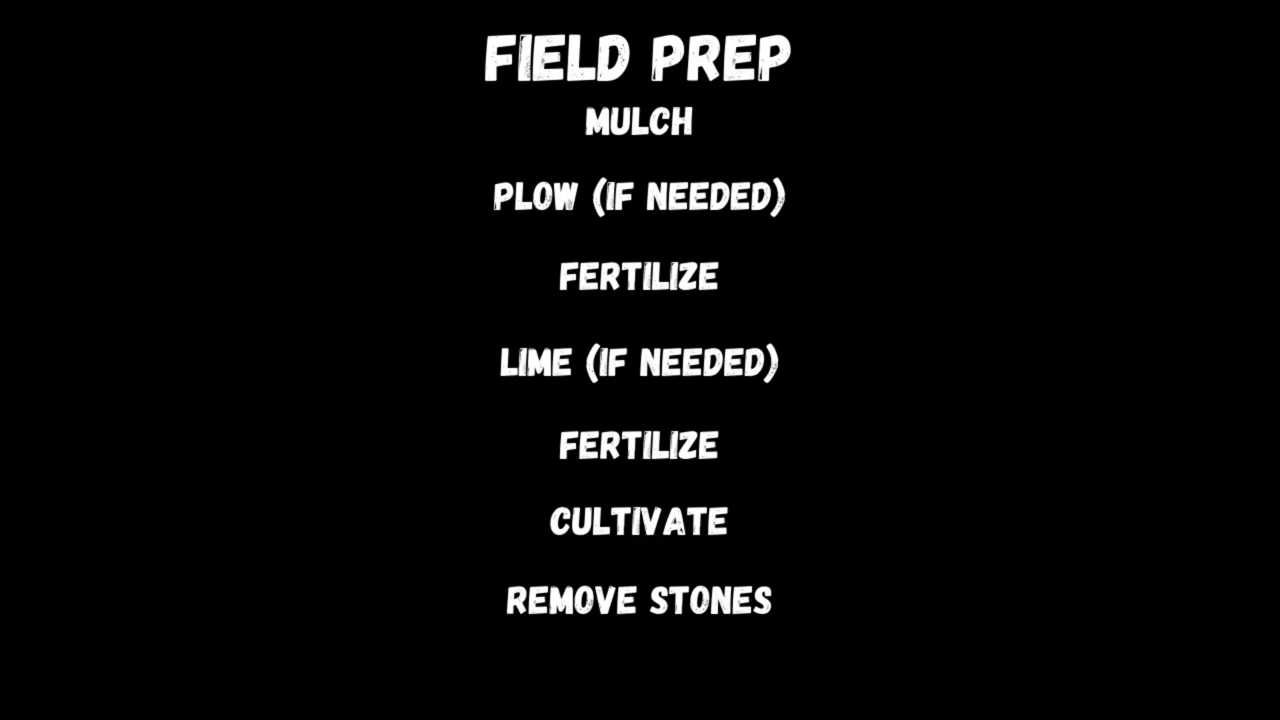 FIELD PREP
MULCH
PLOW (IF NEEDED)
FERTILIZE
LIME (IF NEEDED)
FERTILIZE
CULTIVATE
REMOVE STONES